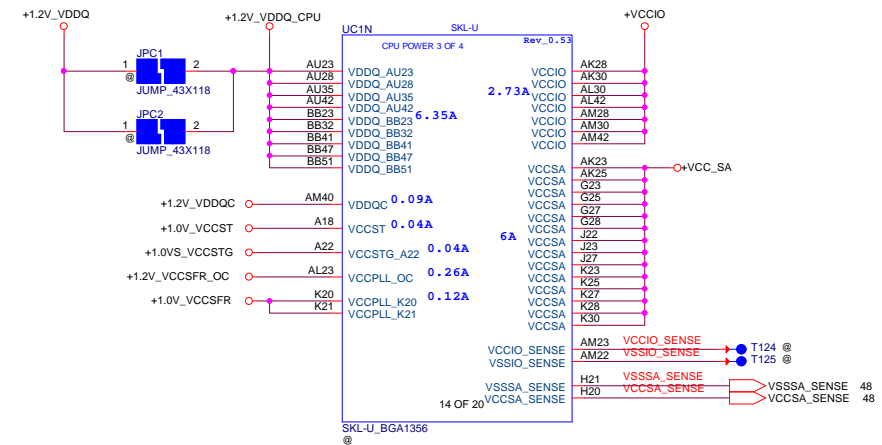 +1.2V_VDDQ
+1.2V_VDDQ_CPU
+VCCIO
UC1N
SKL-U
Rev_0.53
CPU POWER 3 OF 4
JPC1
1
2
@
JUMP_43X118
JPC2
1
2
@
JUMP_43X118
AU23 VDDQ_AU23
AU28 VDDQ_AU28
AU35 VDDQ_AU35
AU42 VDDQ_AU42
BB23 VDDQ_BB23
BB32 VDDQ_BB32
BB41 VDDQ_BB41
BB47 VDDQ_BB47
BB51 VDDQ_BB51
6.35A
+1.2V_VDDQC AM40 VDDQC 0.09A
+1.0V_VCCST A18 VCCST 0.04A
+1.0VS_VCCSTG A22 VCCSTG_A22 0.04A
+1.2V_VCCSFR_OC AL23 VCCPLL_OC 0.26A
+1.0V_VCCSFR K20 VCCPLL_K20 0.12A
K21 VCCPLL_K21
2.73A
VCCIO AK28
VCCIO AK30
VCCIO AL30
VCCIO AL42
VCCIO AM28
VCCIO AM30
VCCIO AM42
VCCSA AK23
+VCC_SA
VCCSA AK25
VCCSA G23
VCCSA G25
VCCSA G27
VCCSA G28
6A
VCCSA J22
VCCSA J23
VCCSA J27
VCCSA K23
VCCSA K25
VCCSA K27
VCCSA K28
VCCSA K30
VCCIO_SENSE AM23 VCCIO_SENSE T124 @
VSSIO_SENSE AM22 VSSIO_SENSE T125 @
VSSSA_SENSE H21 VSSSA_SENSE VSSSA_SENSE 48
VCCSA_SENSE H20 VCCSA_SENSE VCCSA_SENSE 48
14 OF 20
SKL-U_BGA1356
@